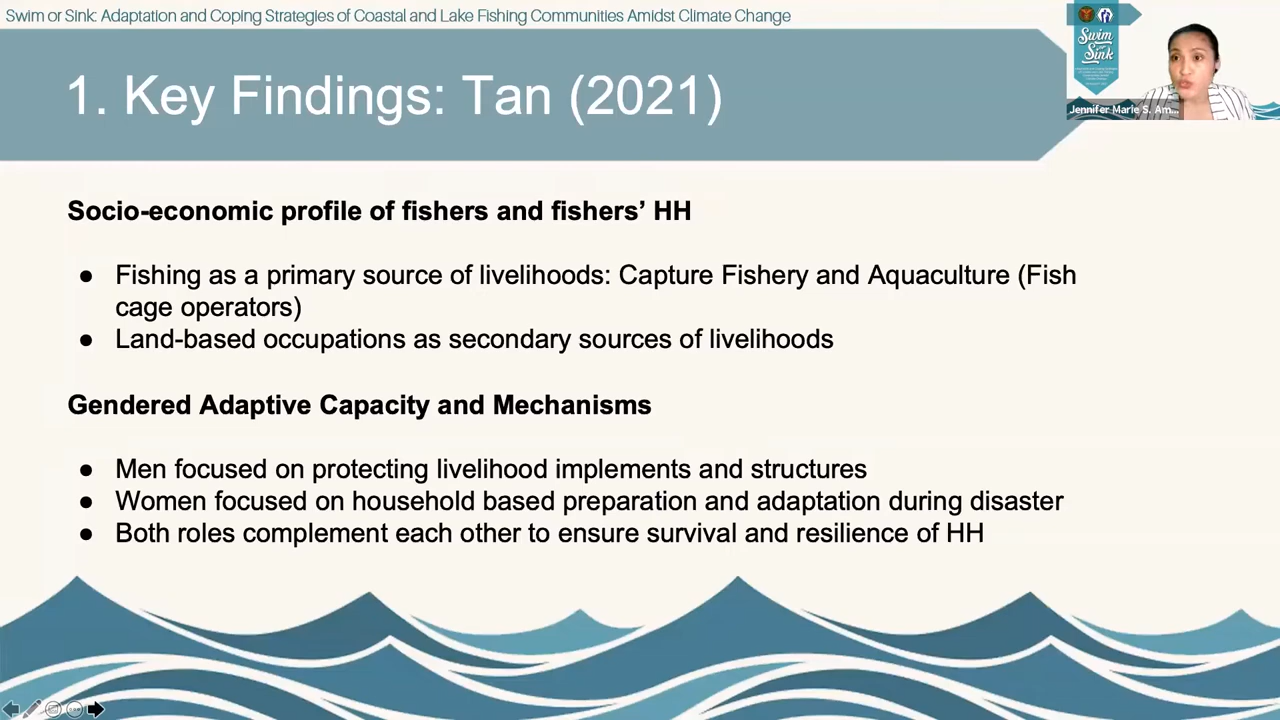 Swim or Sink: Adaptation and Coping Strategies of Coastal and Lake Fishing Communities Amidst Climate Change
1. Key Findings: Tan (2021)
Swim
Sink
Jennifer Marie S. Am...
Socio-economic profile of fishers and fishers’ HH
● Fishing as a primary source of livelihoods: Capture Fishery and Aquaculture (Fish
cage operators)
● Land-based occupations as secondary sources of livelihoods
Gendered Adaptive Capacity and Mechanisms
● Men focused on protecting livelihood implements and structures
● Women focused on household based preparation and adaptation during disaster
● Both roles complement each other to ensure survival and resilience of HH